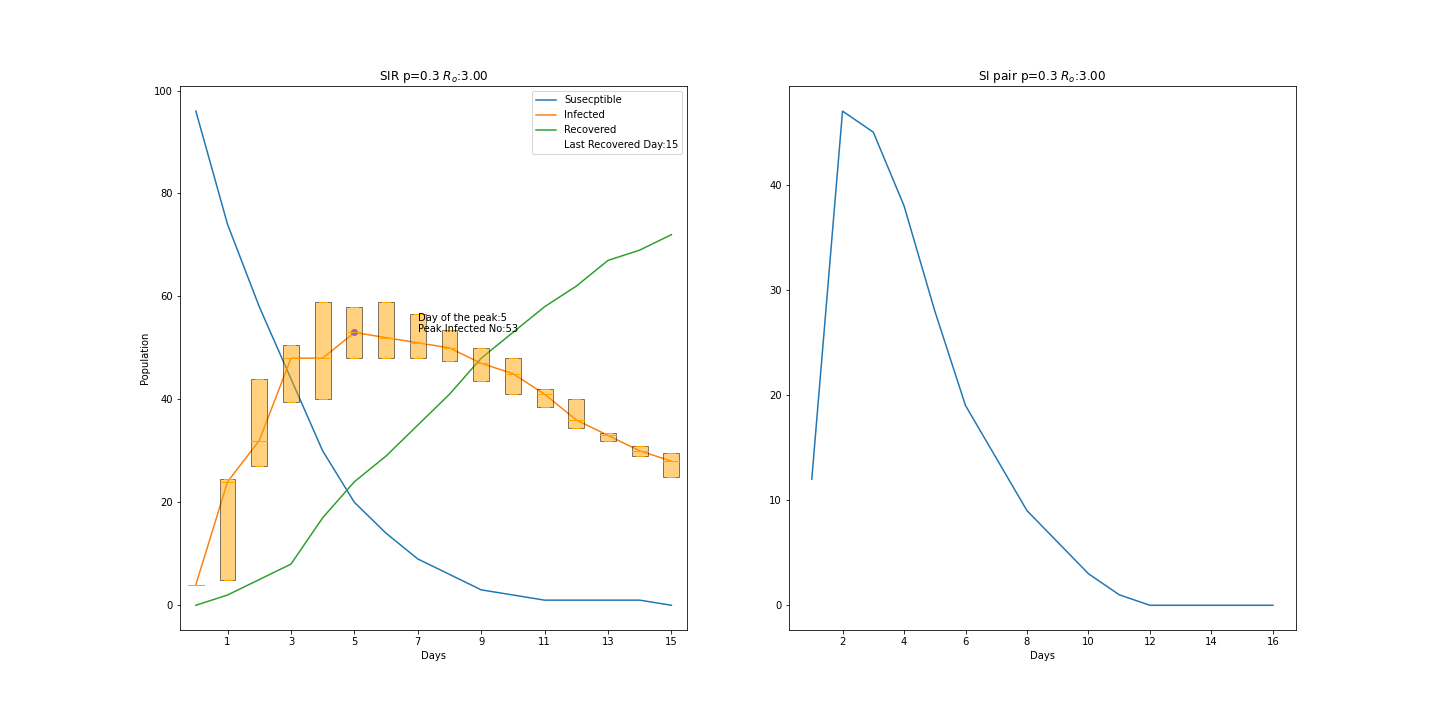 SIR p=0.3 Rₒ:3.00
100
80
60
40
20
0
Population
Susecptible
Infected
Recovered
Last Recovered Day:15
Day of the peak:5
Peak Infected No:53
1 3 5 7 9 11 13 15
Days
SI pair p=0.3 Rₒ:3.00
40
30
20
10
0
2 4 6 8 10 12 14 16
Days